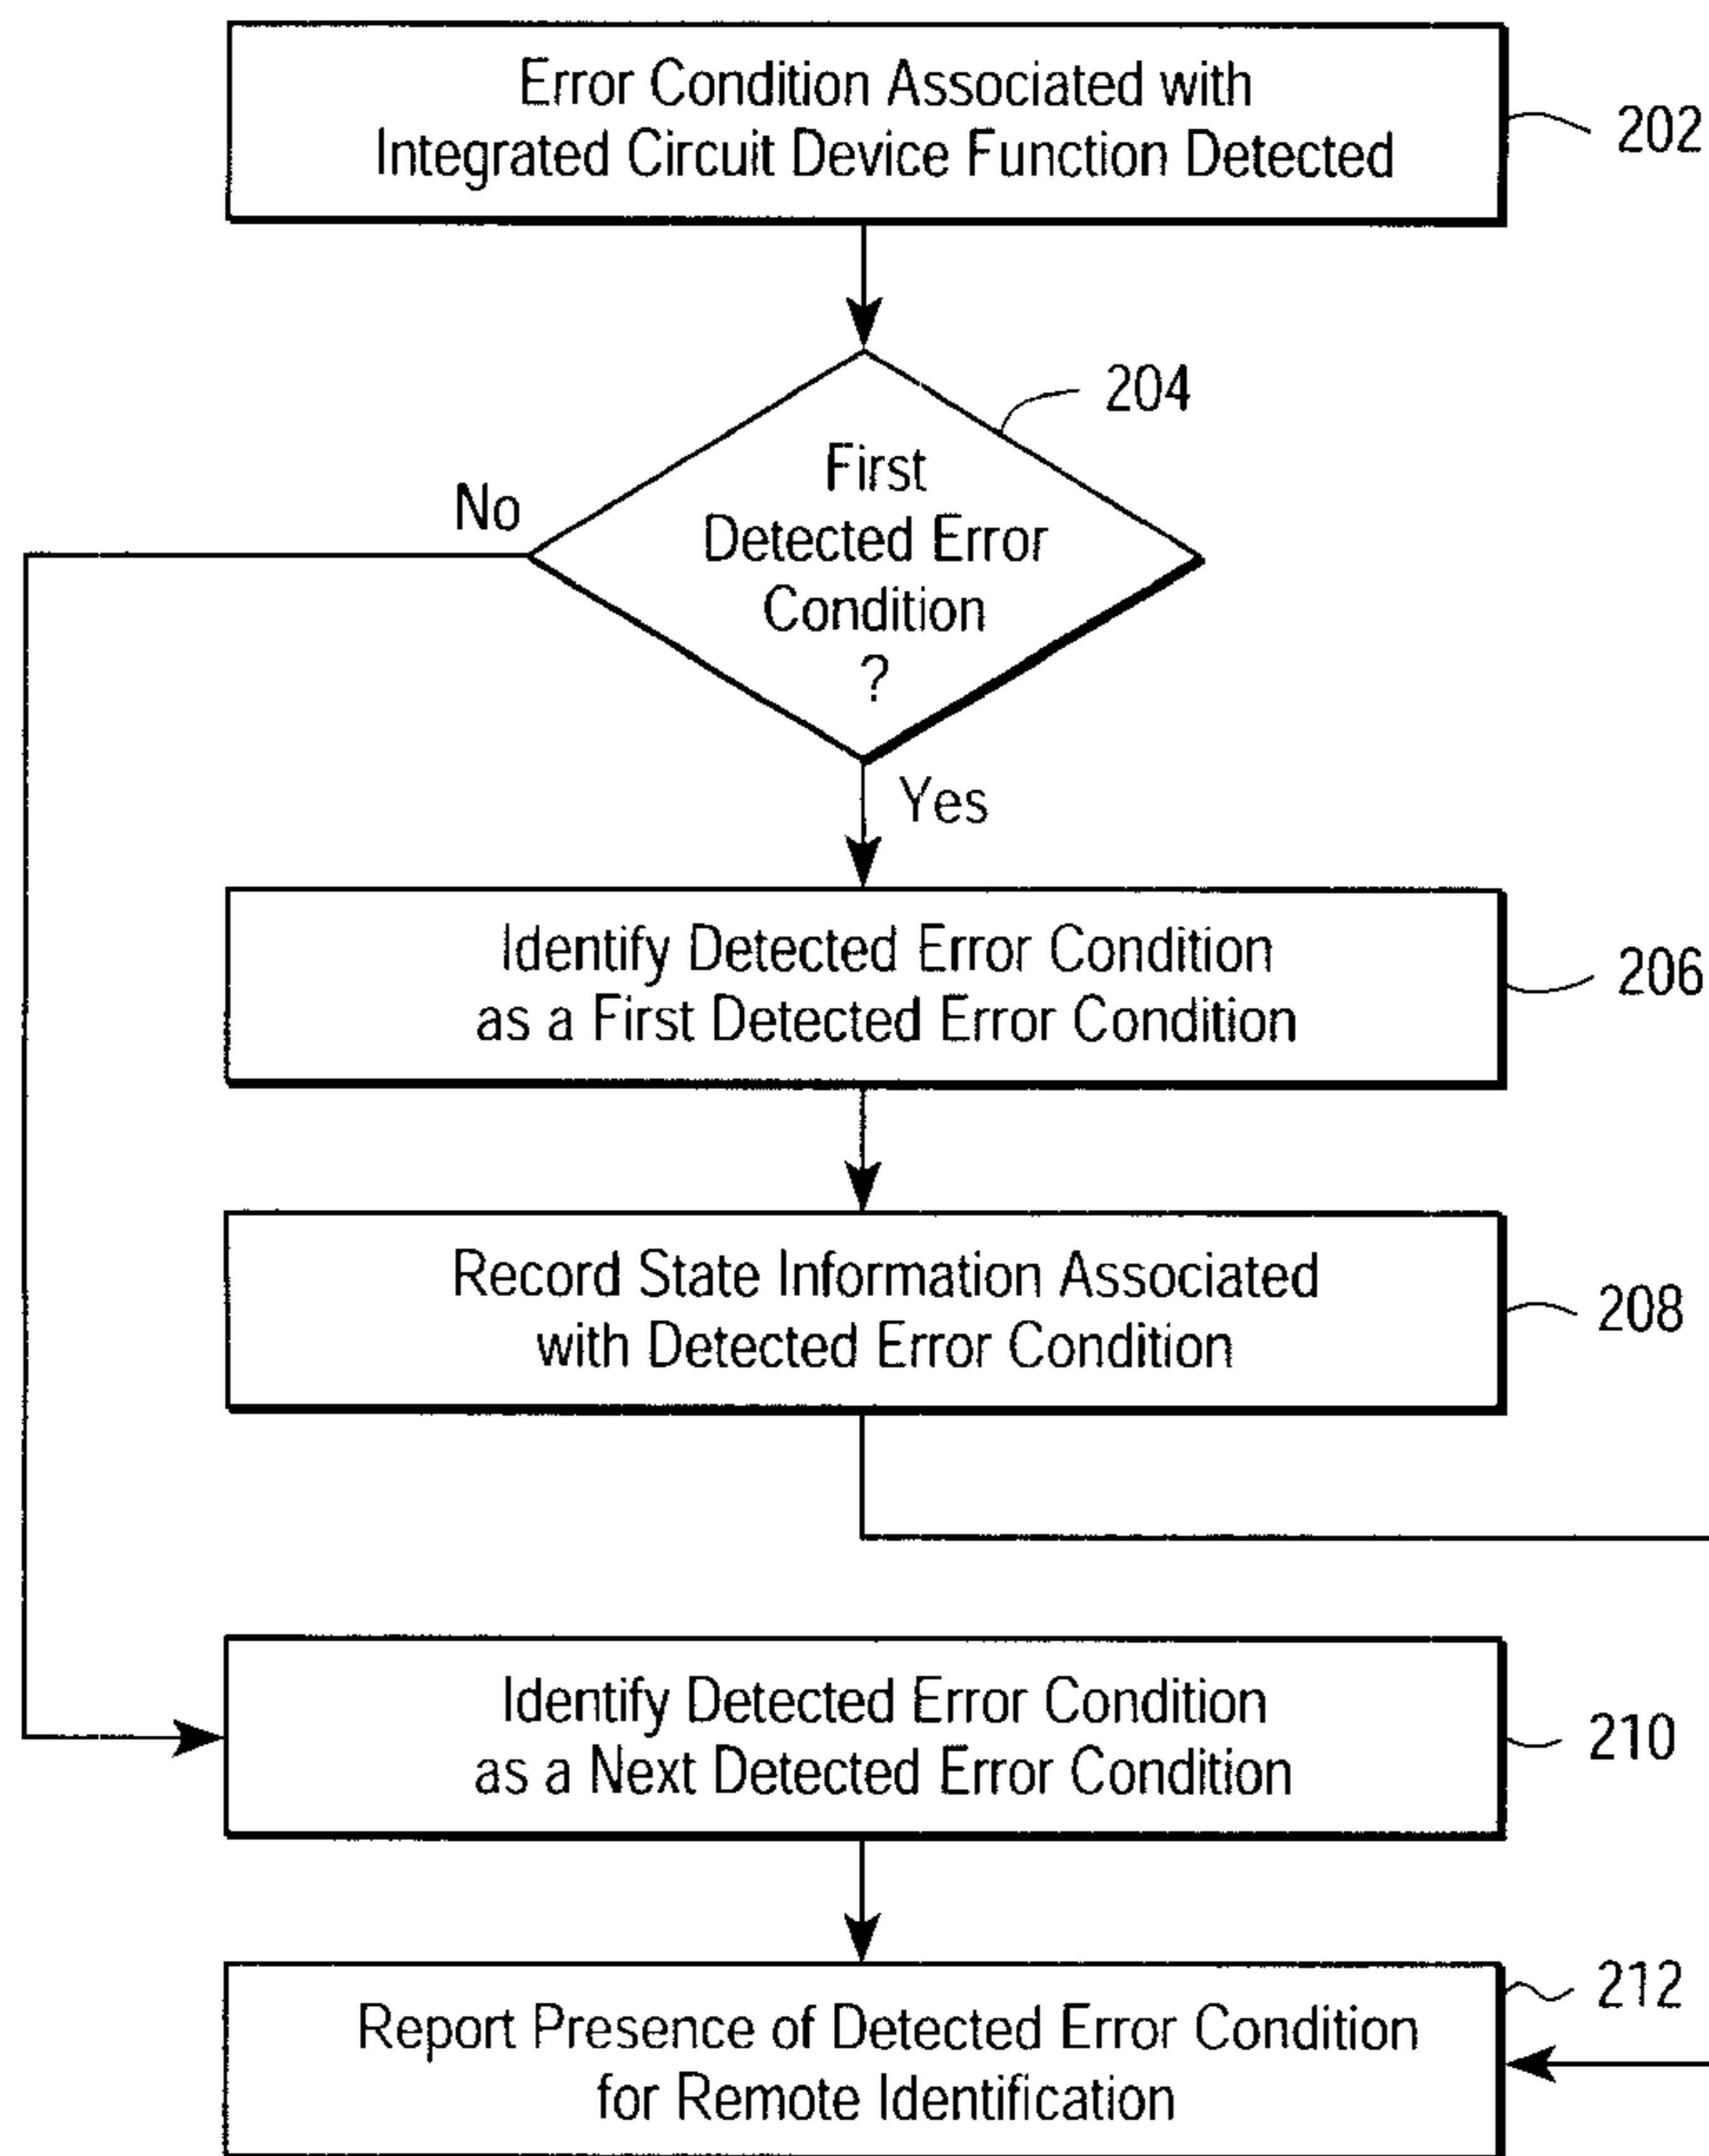 Error Condition Associated with
Integrated Circuit Device Function Detected
202
204
First
Detected Error
Condition
?
No
Yes
Identify Detected Error Condition
as a First Detected Error Condition
206
Record State Information Associated
with Detected Error Condition
208
Identify Detected Error Condition
as a Next Detected Error Condition
210
212
Report Presence of Detected Error Condition
for Remote Identification